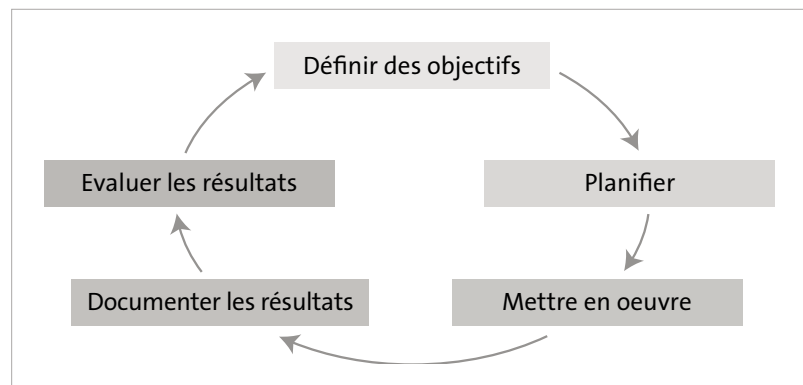 Définir des objectifs
Evaluer les résultats
Planifier
Documenter les résultats
Mettre en oeuvre